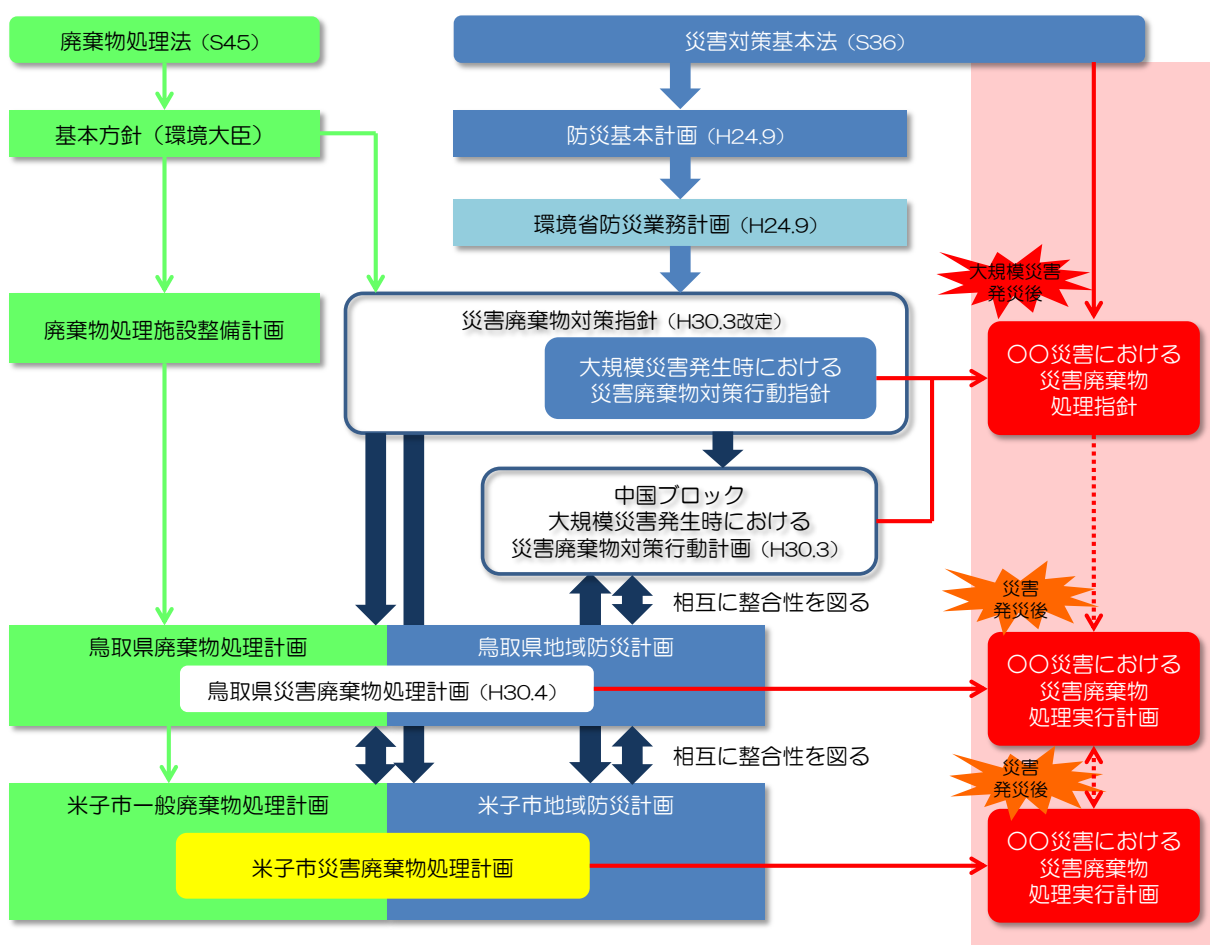 廃棄物処理法（S45）
災害対策基本法（S36）
基本方針（環境大臣）
防災基本計画（H24.9）
環境省防災業務計画（H24.9）
大規模災害
発災後
廃棄物処理施設整備計画
災害廃棄物対策指針（H30.3改定）
大規模災害発生時における
災害廃棄物対策行動指針
〇〇災害における
災害廃棄物
処理指針
中国ブロック
大規模災害発生時における
災害廃棄物対策行動計画（H30.3）
災害
発災後
相互に整合性を図る
鳥取県廃棄物処理計画
鳥取県地域防災計画
鳥取県災害廃棄物処理計画（H30.4）
〇〇災害における
災害廃棄物
処理実行計画
相互に整合性を図る
災害
発災後
米子市一般廃棄物処理計画
米子市地域防災計画
米子市災害廃棄物処理計画
〇〇災害における
災害廃棄物
処理実行計画